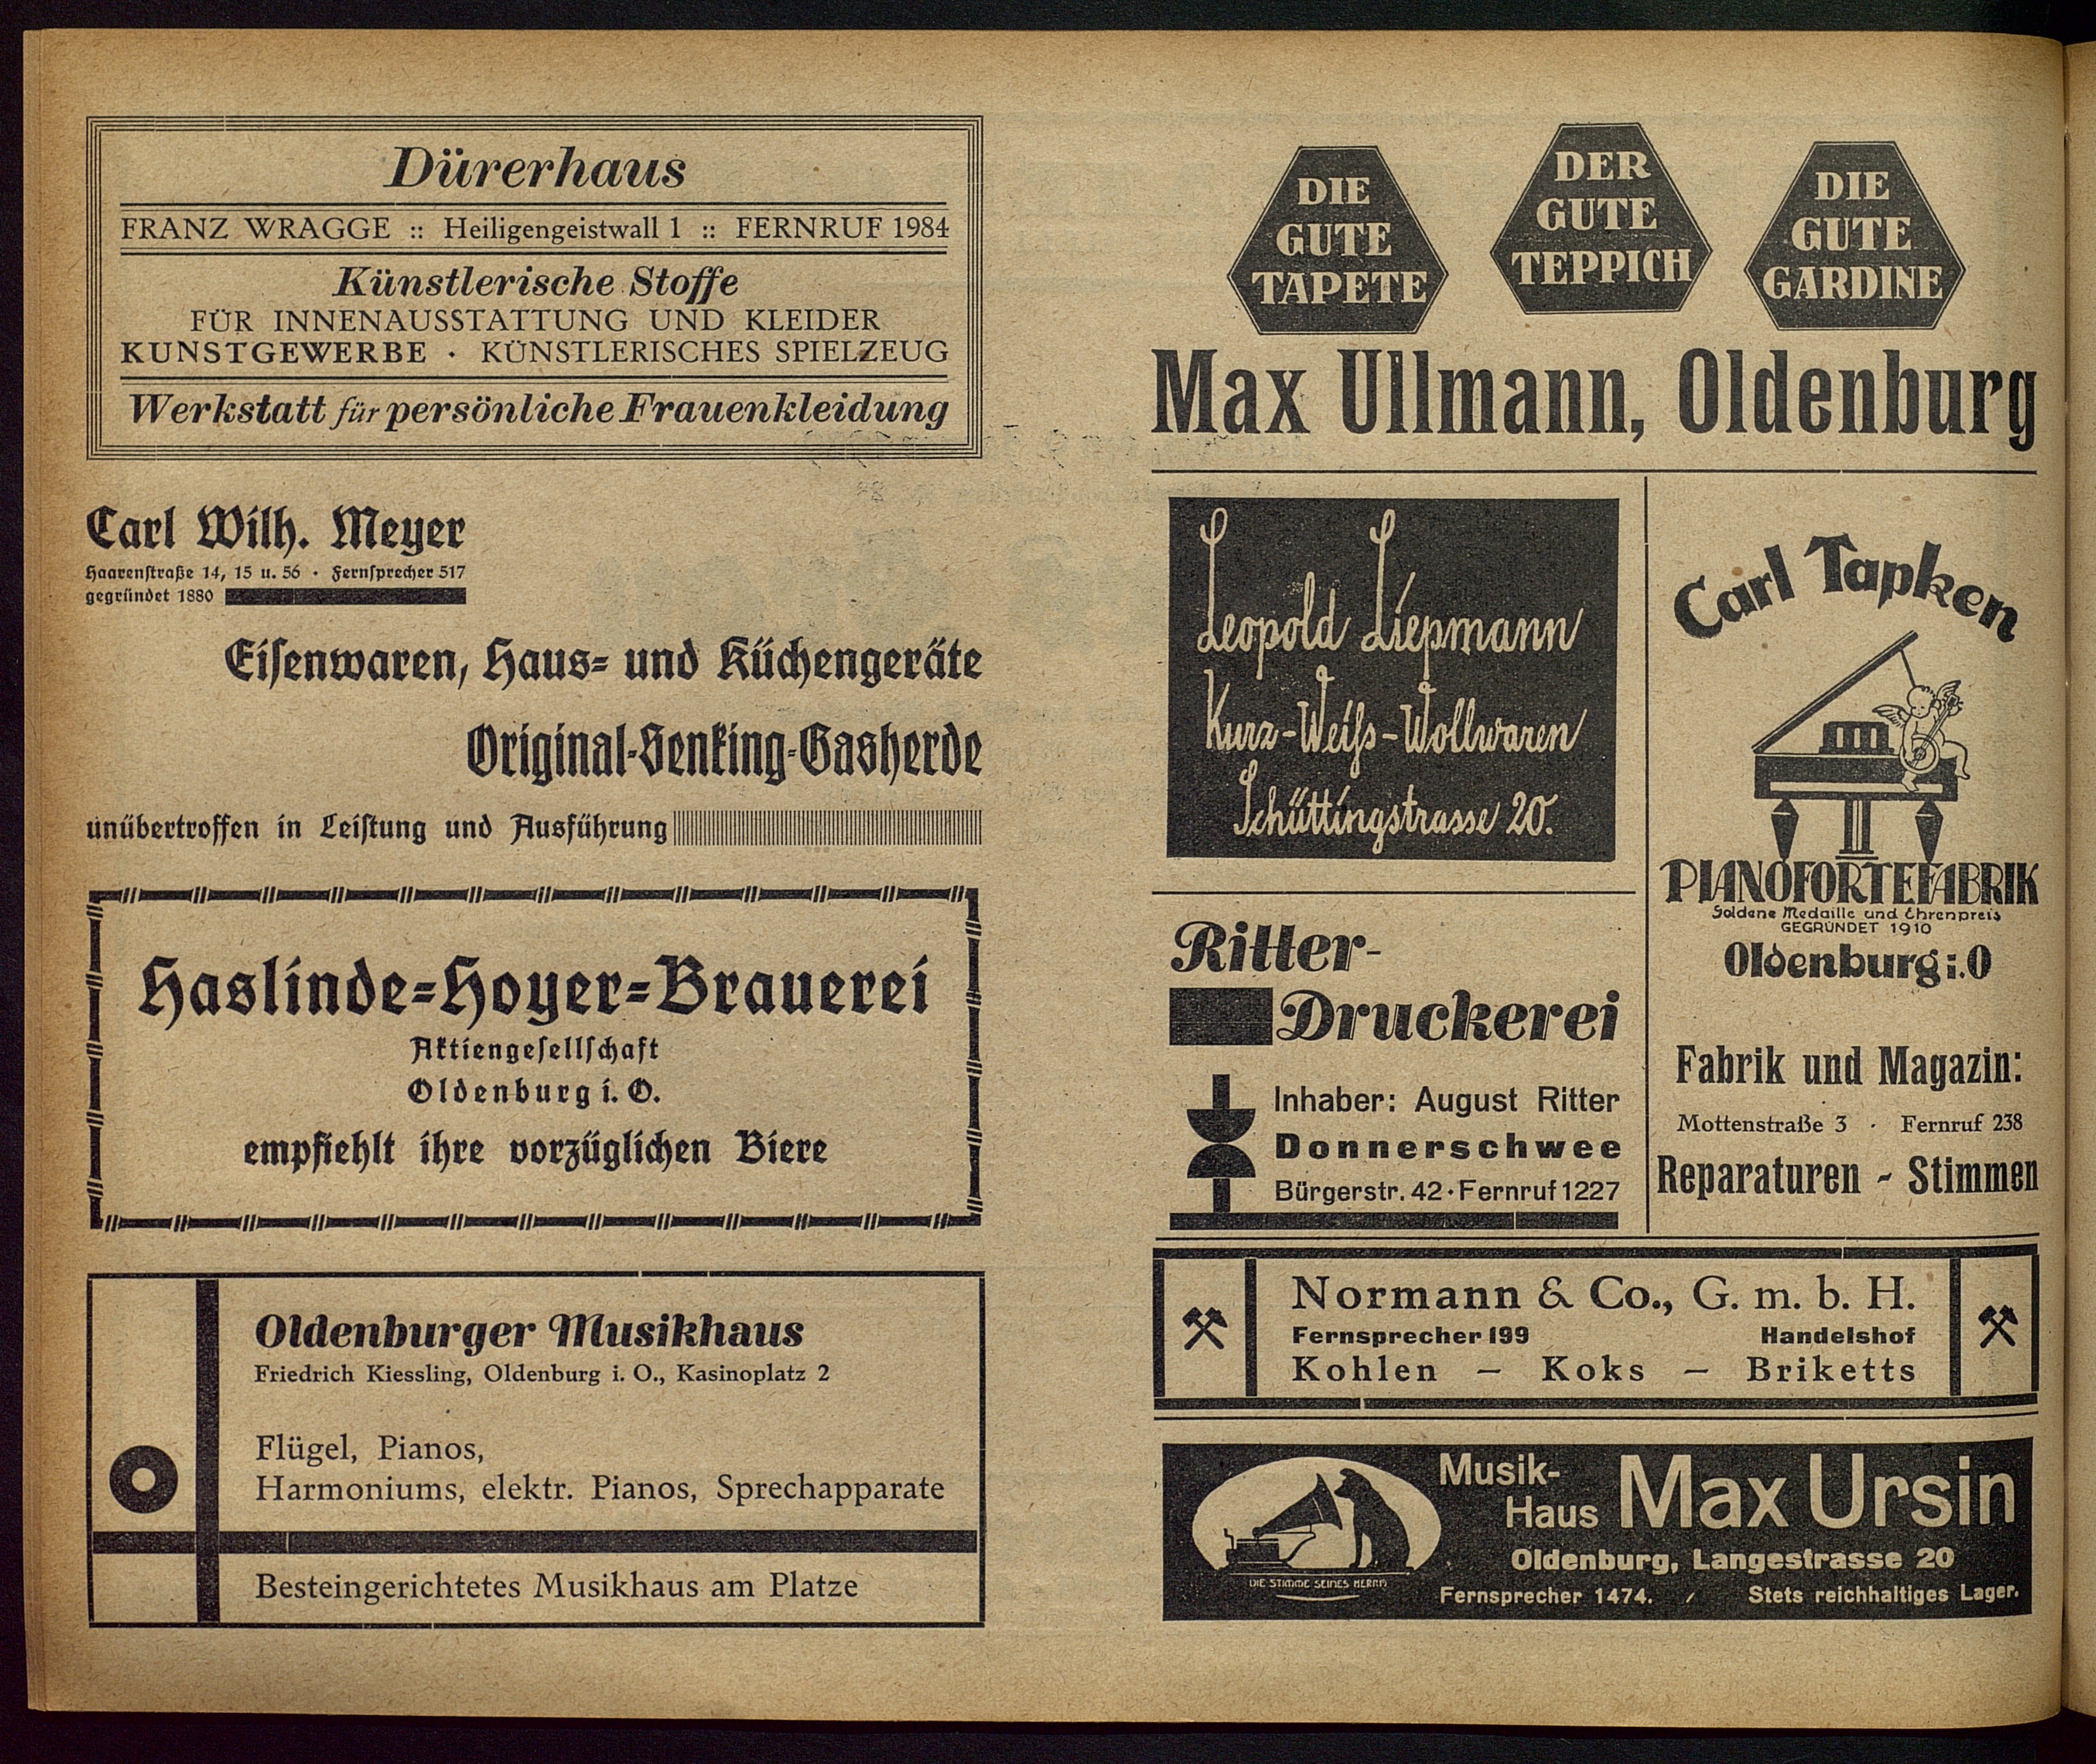 Dürerhaus
FRANZ WRAGGE :: Heiligengeistwall 1 :: FERNRUF 1984
Künstlerische Stoffe
FÜR INNENAUSSTATTUNG UND KLEIDER
KUNSTGEWERBE · KÜNSTLERISCHES SPIELZEUG
Werkstatt für persönliche Frauenkleidung
Carl Wilh. Meyer
Haarenſtraße 14, 15 u. 56 · Fernſprecher 517
gegründet 1880
Eiſenwaren, Haus- und Küchengeräte
Original-Senking-Gasherde
unübertroffen in Leiſtung und Ausführung
Haslinde-Hoyer-Brauerei
Aktiengeſellſchaft
Oldenburg i. O.
empfiehlt ihre vorzüglichen Biere
Oldenburger Musikhaus
Friedrich Kiessling, Oldenburg i. O., Kasinoplatz 2
Flügel, Pianos,
Harmoniums, elektr. Pianos, Sprechapparate
Besteingerichtetes Musikhaus am Platze
DIE
GUTE
TAPETE
DER
GUTE
TEPPICH
DIE
GUTE
GARDINE
Max Ullmann, Oldenburg
Leopold Liepmann
Kurz-Weiſs-Wollwaren
Schüttingstrasse 20.
Ritter-
Druckerei
Inhaber: August Ritter
Donnerschwee
Bürgerstr. 42 · Fernruf 1227
Carl Tapken
PIANOFORTEFABRIK
Goldene Medaille und Ehrenpreis
GEGRÜNDET 1910
Oldenburg i.O
Fabrik und Magazin:
Mottenstraße 3 · Fernruf 238
Reparaturen - Stimmen
Normann & Co., G. m. b. H.
Fernsprecher 199 Handelshof
Kohlen — Koks — Briketts
Musik-
Haus Max Ursin
Oldenburg, Langestrasse 20
Fernsprecher 1474. / Stets reichhaltiges Lager.
DIE STIMME SEINES HERRN